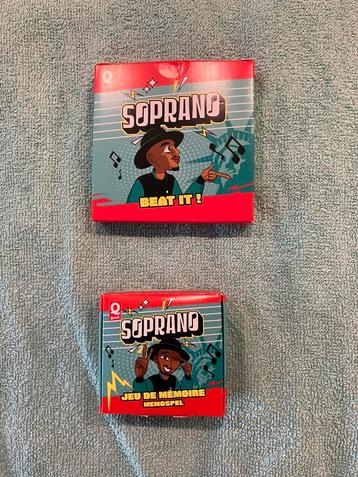 Q
SOPRANO
BEAT IT !
Q
SOPRANO
JEU DE MÉMOIRE
MEMOSPEL